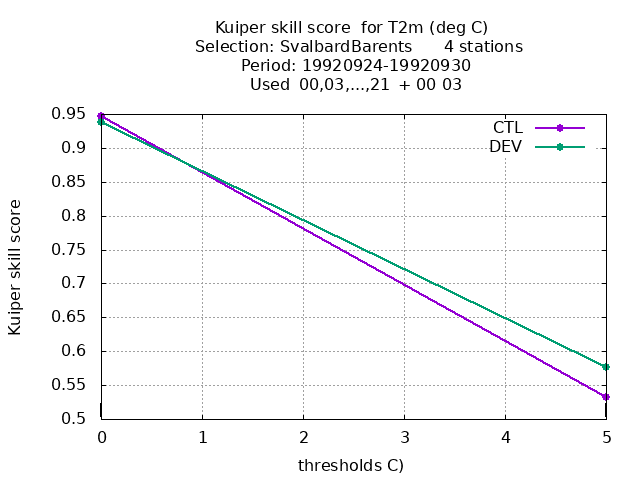 Kuiper skill score  for T2m (deg C)
Selection: SvalbardBarents      4 stations
Period: 19920924-19920930
Used  00,03,...,21  + 00 03
CTL
DEV
0.95
0.9
0.85
0.8
0.75
0.7
0.65
0.6
0.55
0.5
Kuiper skill score
0 1 2 3 4 5
thresholds C)